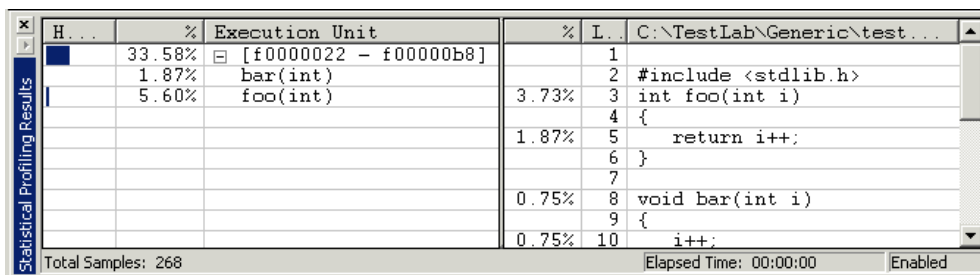 H... % Execution Unit
33.58% [f0000022 - f00000b8]
1.87% bar(int)
5.60% foo(int)
% L.. C:\TestLab\Generic\test...
1
2 #include <stdlib.h>
3.73% 3 int foo(int i)
4 {
1.87% 5 return i++;
6 }
7
0.75% 8 void bar(int i)
9 {
0.75% 10 i++;
Statistical Profiling Results
Total Samples: 268
Elapsed Time: 00:00:00
Enabled